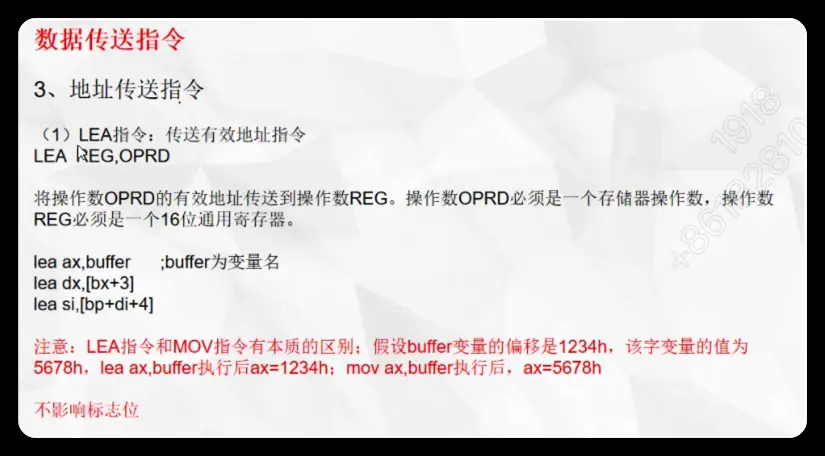 数据传送指令
3、地址传送指令
（1）LEA指令：传送有效地址指令
LEA REG,OPRD
将操作数OPRD的有效地址传送到操作数REG。操作数OPRD必须是一个存储器操作数，操作数
REG必须是一个16位通用寄存器。
lea ax,buffer ;buffer为变量名
lea dx,[bx+3]
lea si,[bp+di+4]
注意：LEA指令和MOV指令有本质的区别；假设buffer变量的偏移是1234h，该字变量的值为
5678h，lea ax,buffer执行后ax=1234h；mov ax,buffer执行后，ax=5678h
不影响标志位
1918